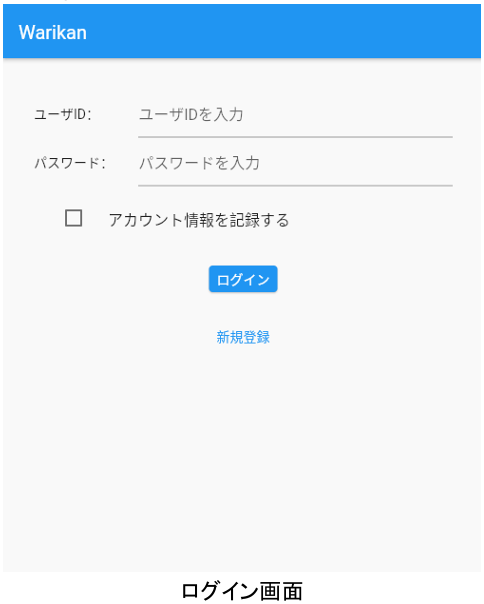 Warikan
ユーザID: ユーザIDを入力
パスワード: パスワードを入力
アカウント情報を記録する
ログイン
新規登録
ログイン画面